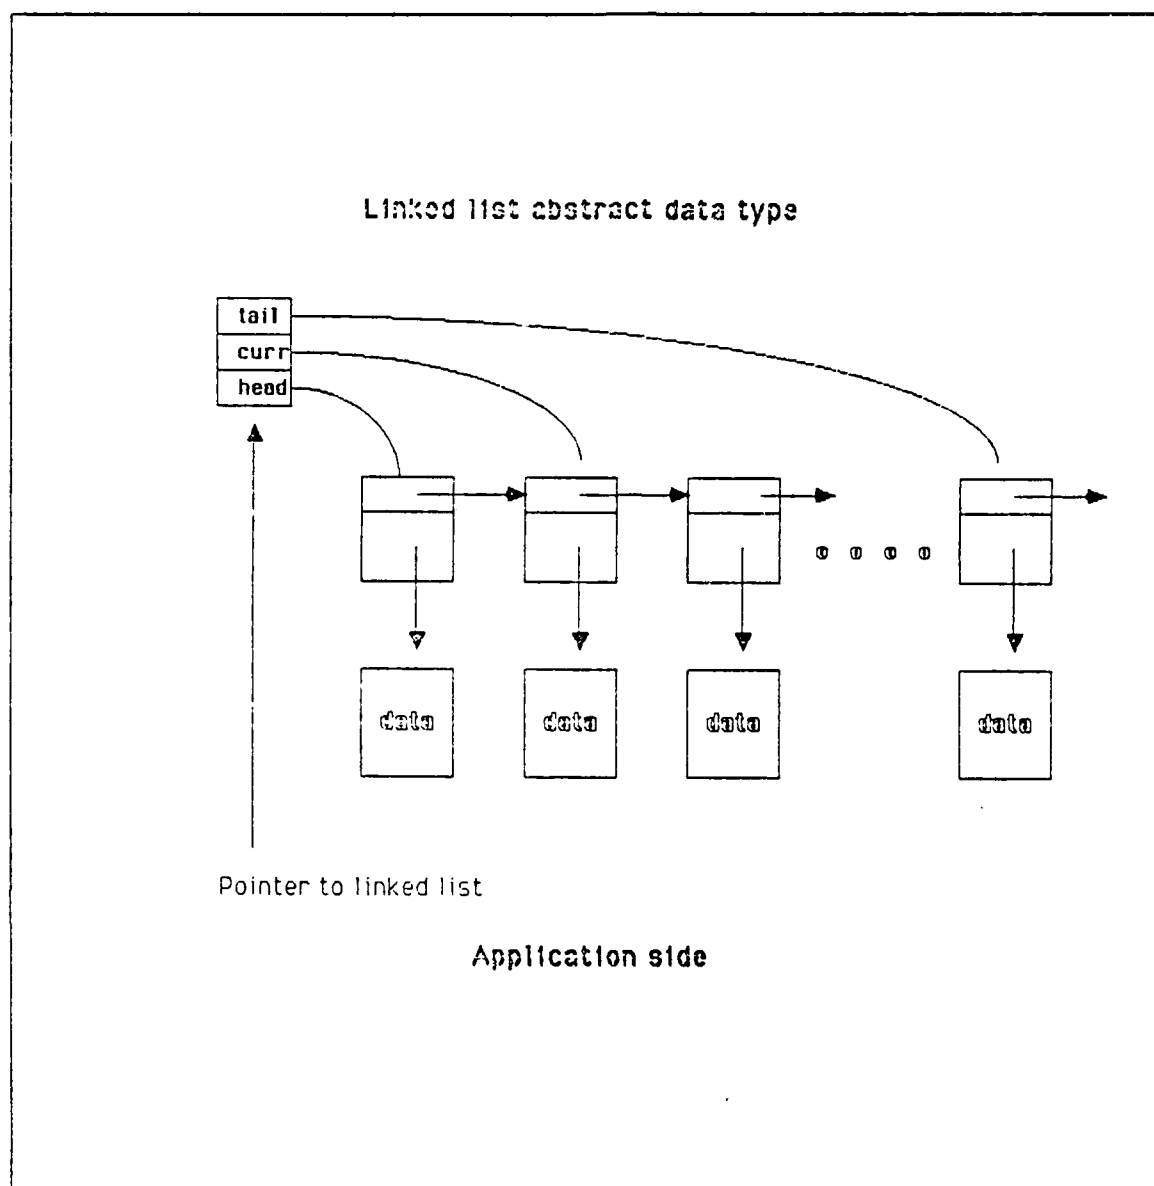 Linked list abstract data type
tail
curr
head
data data data data
Pointer to linked list
Application side